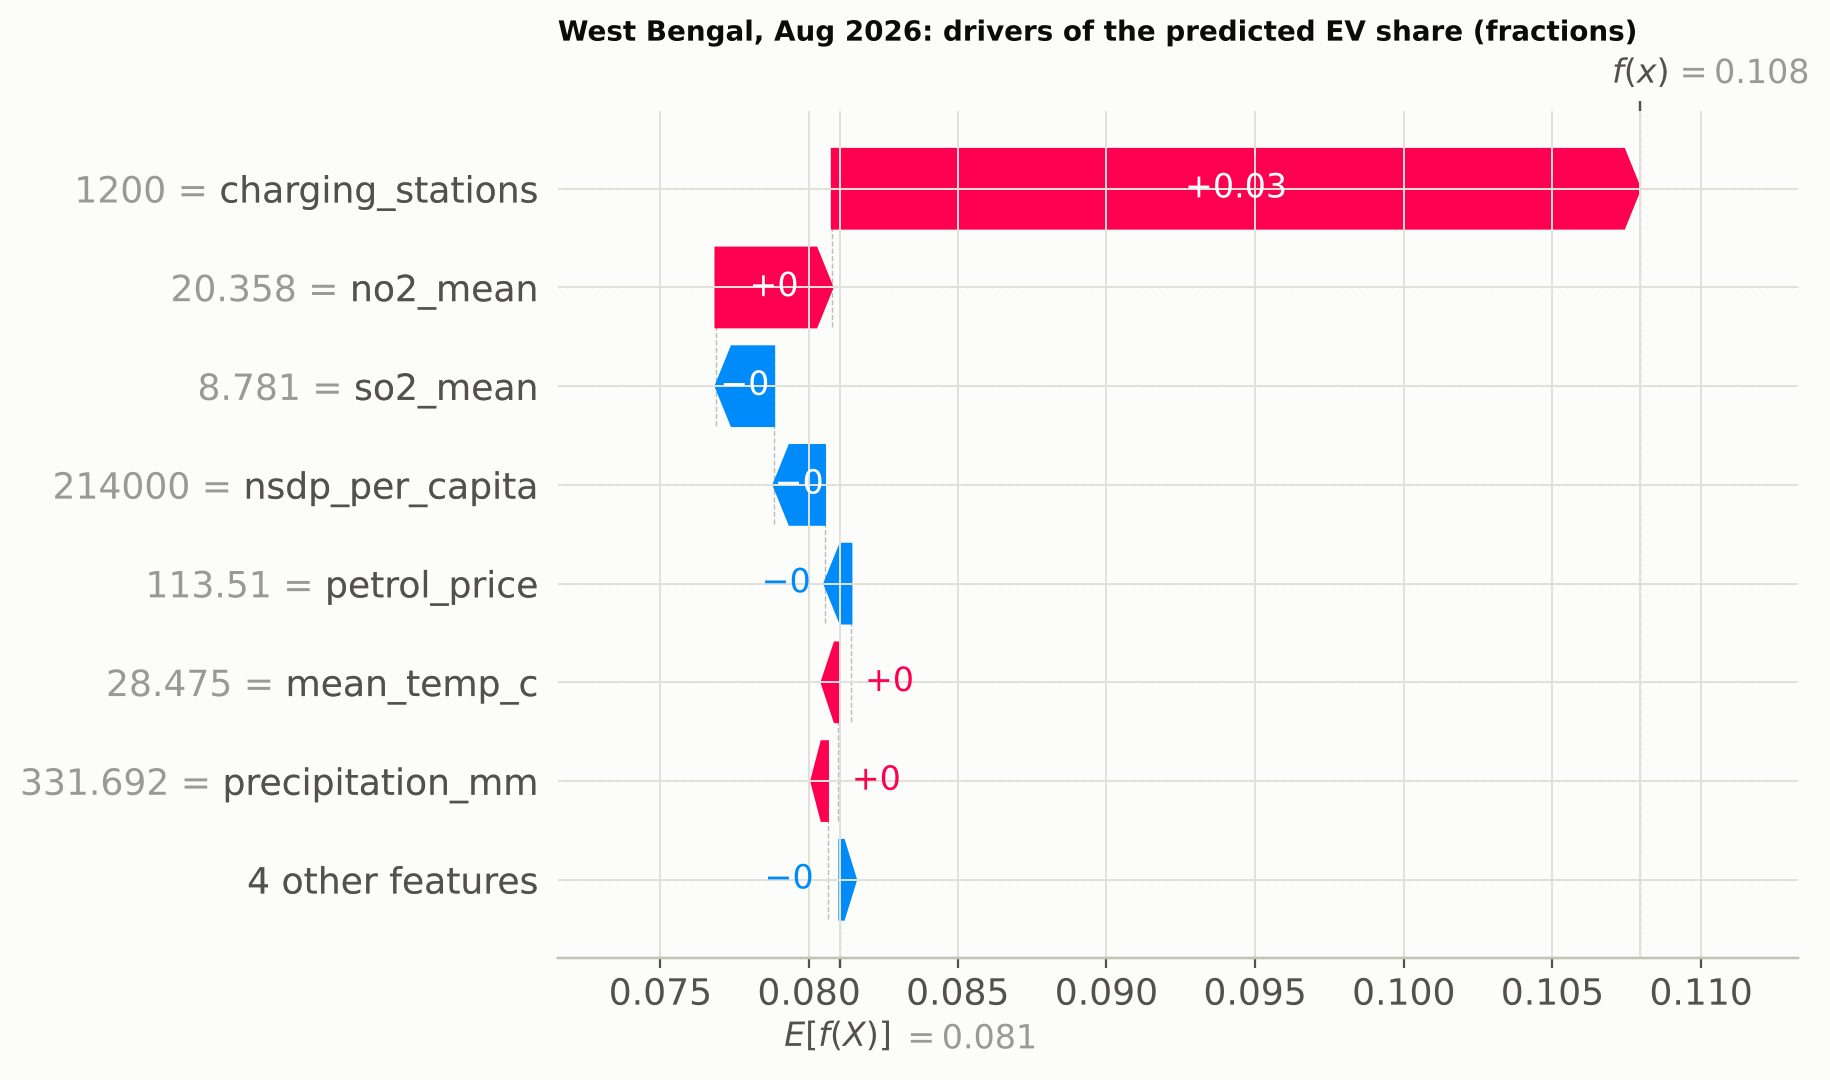 West Bengal, Aug 2026: drivers of the predicted EV share (fractions)
f(x) = 0.108
1200 = charging_stations
+0.03
20.358 = no2_mean
+0
8.781 = so2_mean
−0
214000 = nsdp_per_capita
−0
113.51 = petrol_price
−0
28.475 = mean_temp_c
+0
331.692 = precipitation_mm
+0
4 other features
−0
0.075 0.080 0.085 0.090 0.095 0.100 0.105 0.110
E[f(X)] = 0.081